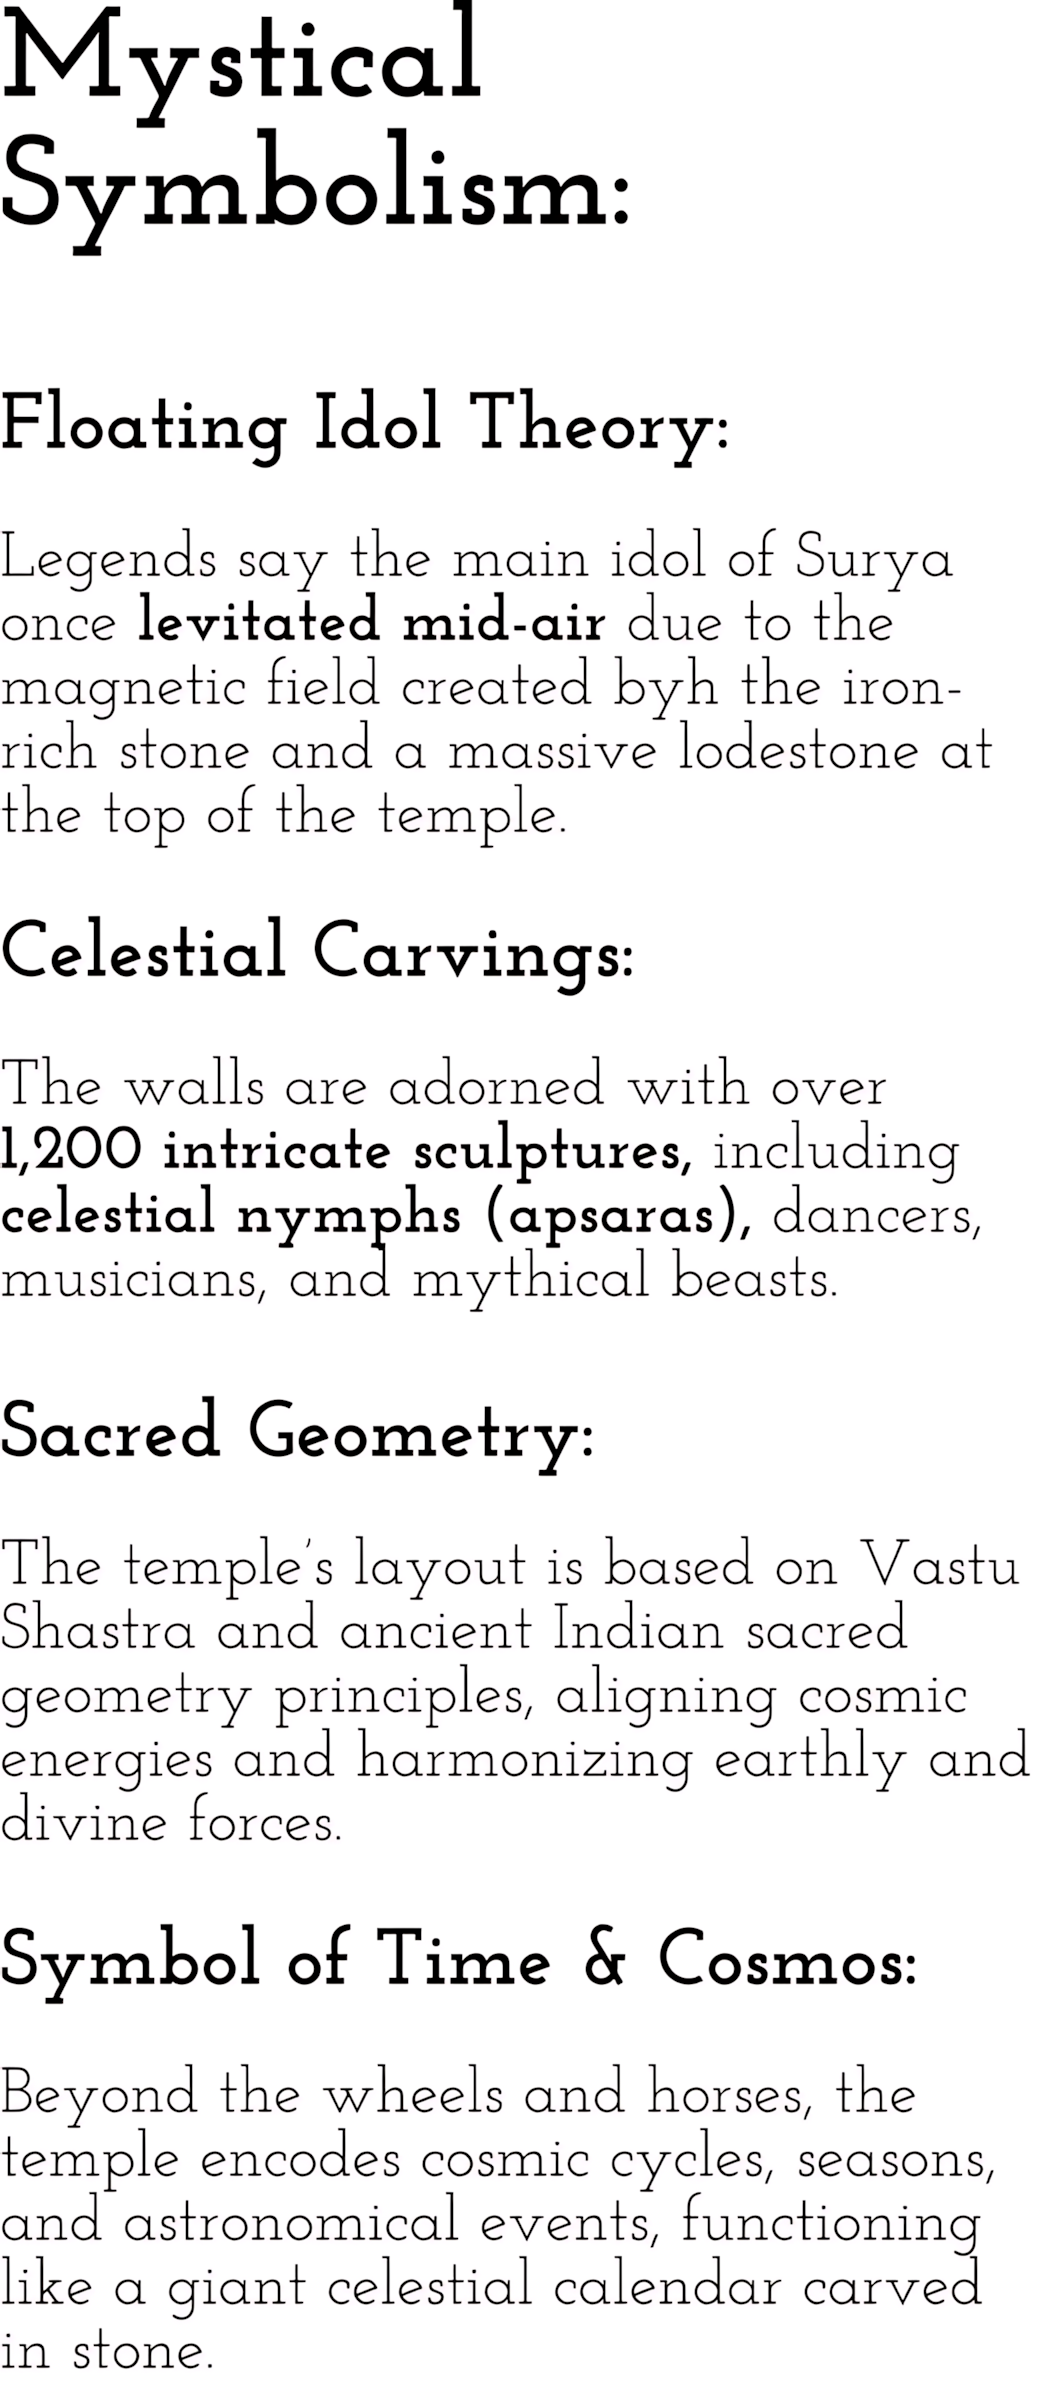 Mystical
Symbolism:
Floating Idol Theory:
Legends say the main idol of Surya
once levitated mid-air due to the
magnetic field created byh the iron-
rich stone and a massive lodestone at
the top of the temple.
Celestial Carvings:
The walls are adorned with over
1,200 intricate sculptures, including
celestial nymphs (apsaras), dancers,
musicians, and mythical beasts.
Sacred Geometry:
The temple's layout is based on Vastu
Shastra and ancient Indian sacred
geometry principles, aligning cosmic
energies and harmonizing earthly and
divine forces.
Symbol of Time & Cosmos:
Beyond the wheels and horses, the
temple encodes cosmic cycles, seasons,
and astronomical events, functioning
like a giant celestial calendar carved
in stone.